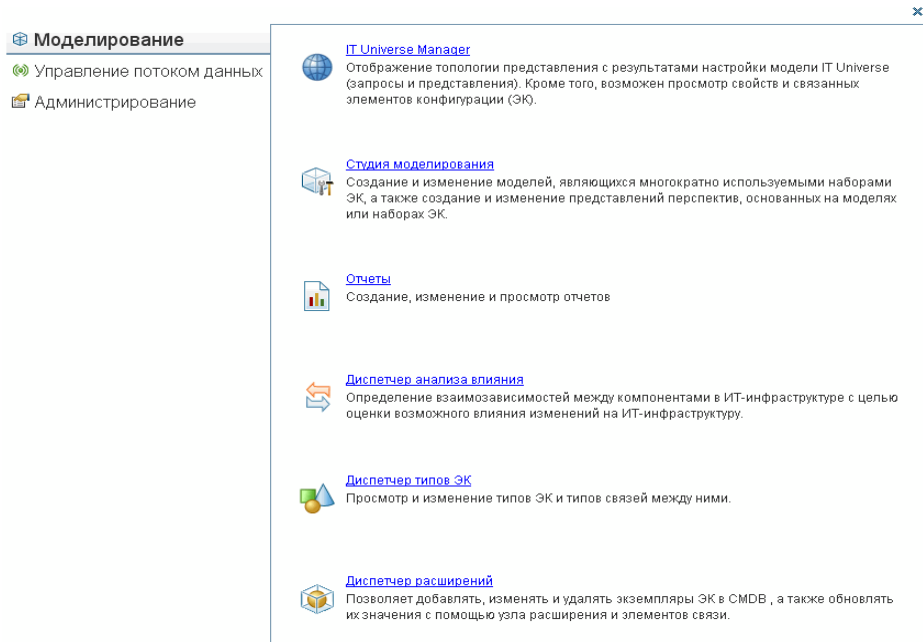 Моделирование
Управление потоком данных
Администрирование
IT Universe Manager
Отображение топологии представления с результатами настройки модели IT Universe
(запросы и представления). Кроме того, возможен просмотр свойств и связанных
элементов конфигурации (ЭК).
Студия моделирования
Создание и изменение моделей, являющихся многократно используемыми наборами
ЭК, а также создание и изменение представлений перспектив, основанных на моделях
или наборах ЭК.
Отчеты
Создание, изменение и просмотр отчетов
Диспетчер анализа влияния
Определение взаимозависимостей между компонентами в ИТ-инфраструктуре с целью
оценки возможного влияния изменений на ИТ-инфраструктуру.
Диспетчер типов ЭК
Просмотр и изменение типов ЭК и типов связей между ними.
Диспетчер расширений
Позволяет добавлять, изменять и удалять экземпляры ЭК в CMDB , а также обновлять
их значения с помощью узла расширения и элементов связи.